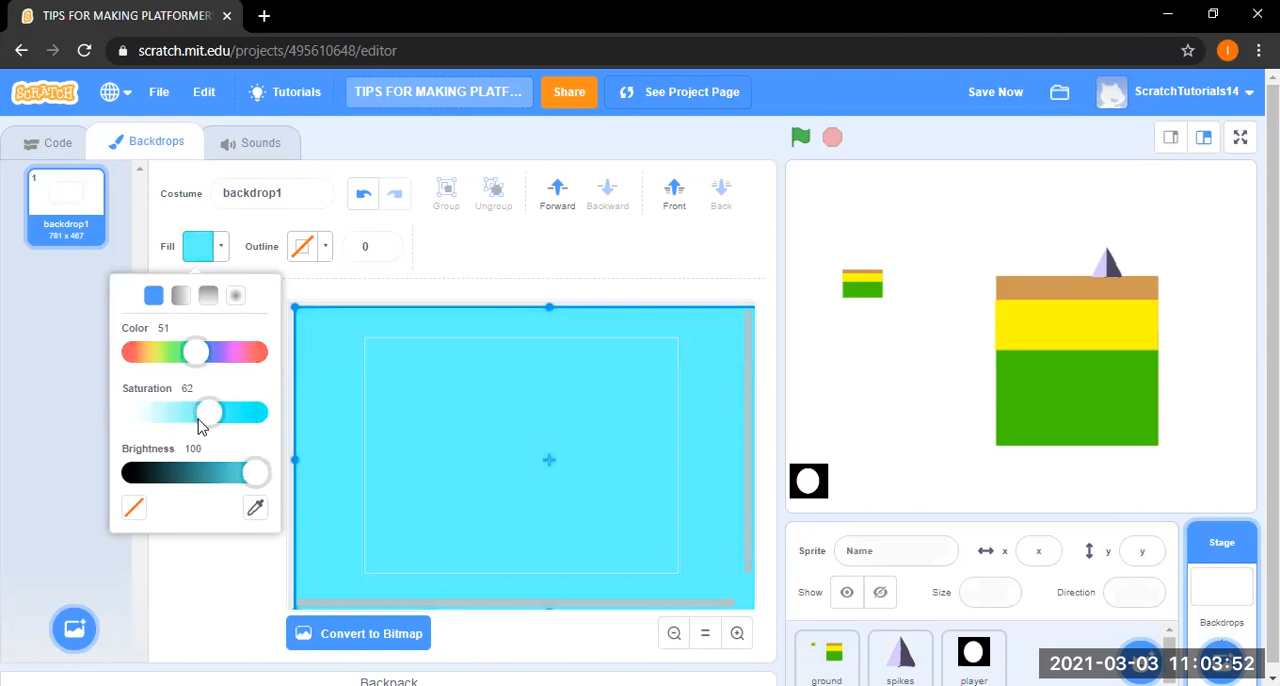 TIPS FOR MAKING PLATFORMER
scratch.mit.edu/projects/495610648/editor
I
SCRATCH
File
Edit
Tutorials
TIPS FOR MAKING PLATF...
Share
See Project Page
Save Now
ScratchTutorials14
Code
Backdrops
Sounds
1
backdrop1
781 x 467
Costume
backdrop1
Group
Ungroup
Forward
Backward
Front
Back
Fill
Outline
0
Color 51
Saturation 62
Brightness 100
Convert to Bitmap
Backpack
Sprite
Name
x
x
y
y
Show
Size
Direction
Stage
Backdrops
ground
spikes
player
2021-03-03 11:03:52